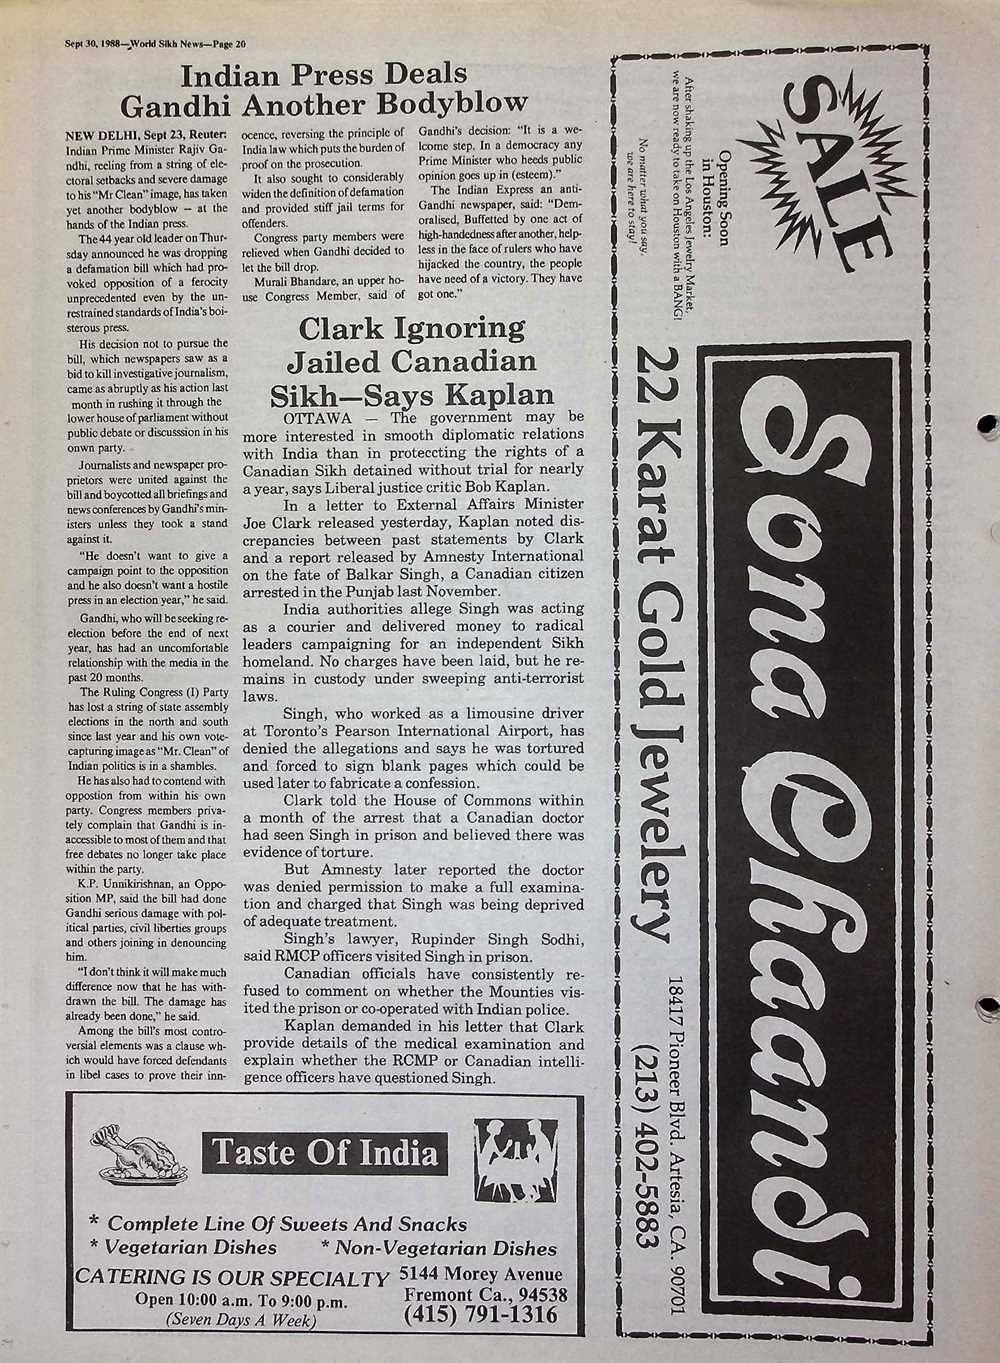 Sept 30, 1988—World Sikh News—Page 20
Indian Press Deals
Gandhi Another Bodyblow
NEW DELHI, Sept 23, Reuter:
Indian Prime Minister Rajiv Ga-
ndhi, reeling from a string of ele-
ctoral setbacks and severe damage
to his "Mr Clean" image, has taken
yet another bodyblow — at the
hands of the Indian press.
The 44 year old leader on Thur-
sday announced he was dropping
a defamation bill which had pro-
voked opposition of a ferocity
unprecedented even by the un-
restrained standards of India's boi-
sterous press.
His decision not to pursue the
bill, which newspapers saw as a
bid to kill investigative journalism,
came as abruptly as his action last
month in rushing it through the
lower house of parliament without
public debate or discusssion in his
onwn party.
Journalists and newspaper pro-
prietors were united against the
bill and boycotted all briefings and
news conferences by Gandhi's min-
isters unless they took a stand
against it.
"He doesn't want to give a
campaign point to the opposition
and he also doesn't want a hostile
press in an election year," he said.
Gandhi, who will be seeking re-
election before the end of next
year, has had an uncomfortable
relationship with the media in the
past 20 months.
The Ruling Congress (I) Party
has lost a string of state assembly
elections in the north and south
since last year and his own vote-
capturing image as "Mr. Clean" of
Indian politics is in a shambles.
He has also had to contend with
oppostion from within his own
party. Congress members priva-
tely complain that Gandhi is in-
accessible to most of them and that
free debates no longer take place
within the party.
K.P. Unnikirishnan, an Oppo-
sition MP, said the bill had done
Gandhi serious damage with pol-
itical parties, civil liberties groups
and others joining in denouncing
him.
"I don't think it will make much
difference now that he has with-
drawn the bill. The damage has
already been done," he said.
Among the bill's most contro-
versial elements was a clause wh-
ich would have forced defendants
in libel cases to prove their inn-
ocence, reversing the principle of
India law which puts the burden of
proof on the prosecution.
It also sought to considerably
widen the definition of defamation
and provided stiff jail terms for
offenders.
Congress party members were
relieved when Gandhi decided to
let the bill drop.
Murali Bhandare, an upper ho-
use Congress Member, said of
Gandhi's decision: "It is a we-
lcome step. In a democracy any
Prime Minister who heeds public
opinion goes up in (esteem)."
The Indian Express an anti-
Gandhi newspaper, said: "Dem-
oralised, Buffetted by one act of
high-handedness after another, help-
less in the face of rulers who have
hijacked the country, the people
have need of a victory. They have
got one."
Clark Ignoring
Jailed Canadian
Sikh—Says Kaplan
OTTAWA — The government may be
more interested in smooth diplomatic relations
with India than in protecctiing the rights of a
Canadian Sikh detained without trial for nearly
a year, says Liberal justice critic Bob Kaplan.
In a letter to External Affairs Minister
Joe Clark released yesterday, Kaplan noted dis-
crepancies between past statements by Clark
and a report released by Amnesty International
on the fate of Balkar Singh, a Canadian citizen
arrested in the Punjab last November.
India authorities allege Singh was acting
as a courier and delivered money to radical
leaders campaigning for an independent Sikh
homeland. No charges have been laid, but he re-
mains in custody under sweeping anti-terrorist
laws.
Singh, who worked as a limousine driver
at Toronto's Pearson International Airport, has
denied the allegations and says he was tortured
and forced to sign blank pages which could be
used later to fabricate a confession.
Clark told the House of Commons within
a month of the arrest that a Canadian doctor
had seen Singh in prison and believed there was
evidence of torture.
But Amnesty later reported the doctor
was denied permission to make a full examina-
tion and charged that Singh was being deprived
of adequate treatment.
Singh's lawyer, Rupinder Singh Sodhi,
said RMCP officers visited Singh in prison.
Canadian officials have consistently re-
fused to comment on whether the Mounties vis-
ited the prison or co-operated with Indian police.
Kaplan demanded in his letter that Clark
provide details of the medical examination and
explain whether the RCMP or Canadian intelli-
gence officers have questioned Singh.
Taste Of India
* Complete Line Of Sweets And Snacks
* Vegetarian Dishes * Non-Vegetarian Dishes
CATERING IS OUR SPECIALTY
Open 10:00 a.m. To 9:00 p.m.
(Seven Days A Week)
5144 Morey Avenue
Fremont Ca., 94538
(415) 791-1316
SALE
Opening Soon
in Houston:
After shaking up the Los Angeles Jewelry Market,
we are now ready to take on Houston with a BANG!
No matter what you say,
we are here to stay!
Sona Chaandi
22 Karat Gold Jewelery
18417 Pioneer Blvd. Artesia, CA. 90701
(213) 402-5883